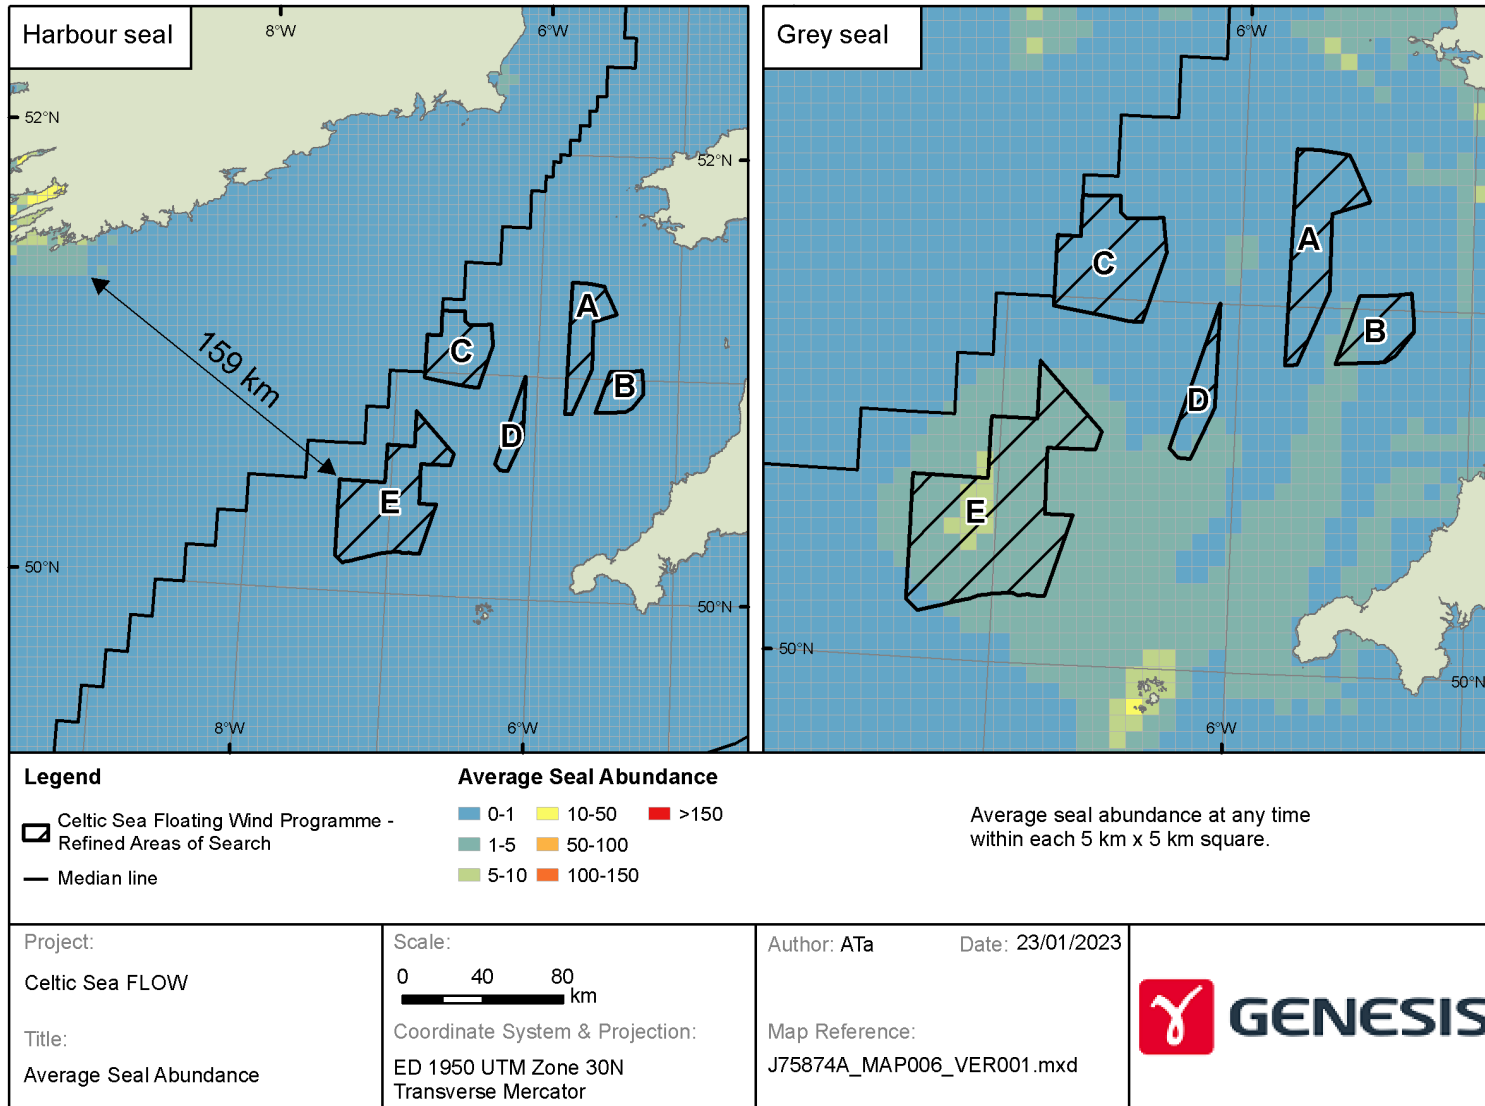 Harbour seal
8°W
6°W
52°N
52°N
159 km
A
B
C
D
E
50°N
50°N
8°W
6°W
Grey seal
6°W
A
B
C
D
E
50°N
50°N
6°W
Legend
Celtic Sea Floating Wind Programme -
Refined Areas of Search
Median line
Average Seal Abundance
0-1
10-50
>150
1-5
50-100
5-10
100-150
Average seal abundance at any time
within each 5 km x 5 km square.
Project:
Celtic Sea FLOW
Title:
Average Seal Abundance
Scale:
0 40 80
km
Coordinate System & Projection:
ED 1950 UTM Zone 30N
Transverse Mercator
Author: ATa Date: 23/01/2023
Map Reference:
J75874A_MAP006_VER001.mxd
GENESIS